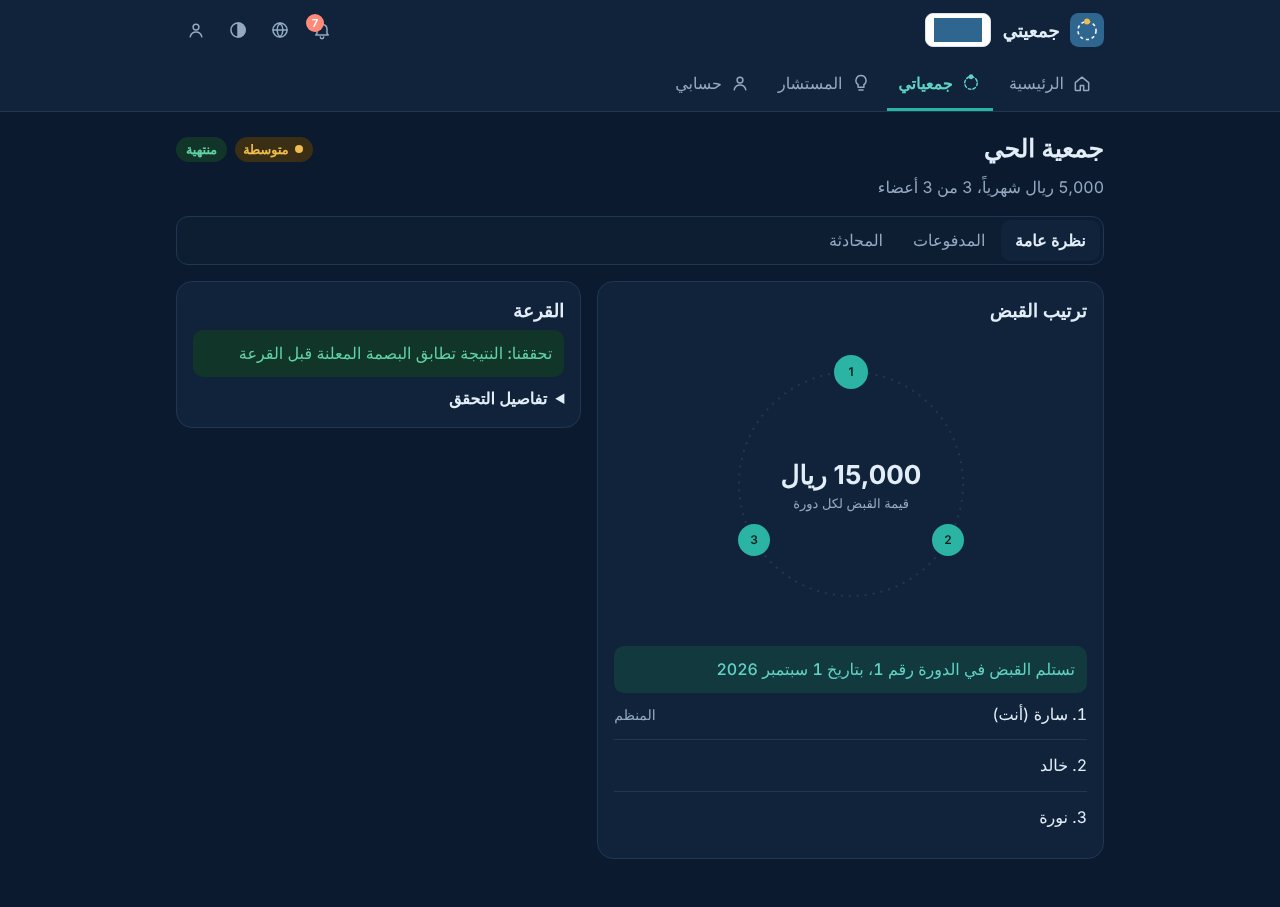 جمعيتي
7
الرئيسية
جمعياتي
المستشار
حسابي
جمعية الحي
متوسطة
منتهية
5,000 ريال شهرياً، 3 من 3 أعضاء
نظرة عامة
المدفوعات
المحادثة
ترتيب القبض
1
15,000 ريال
قيمة القبض لكل دورة
2
3
تستلم القبض في الدورة رقم 1، بتاريخ 1 سبتمبر 2026
1. سارة (أنت)
المنظم
2. خالد
3. نورة
القرعة
تحققنا: النتيجة تطابق البصمة المعلنة قبل القرعة
تفاصيل التحقق